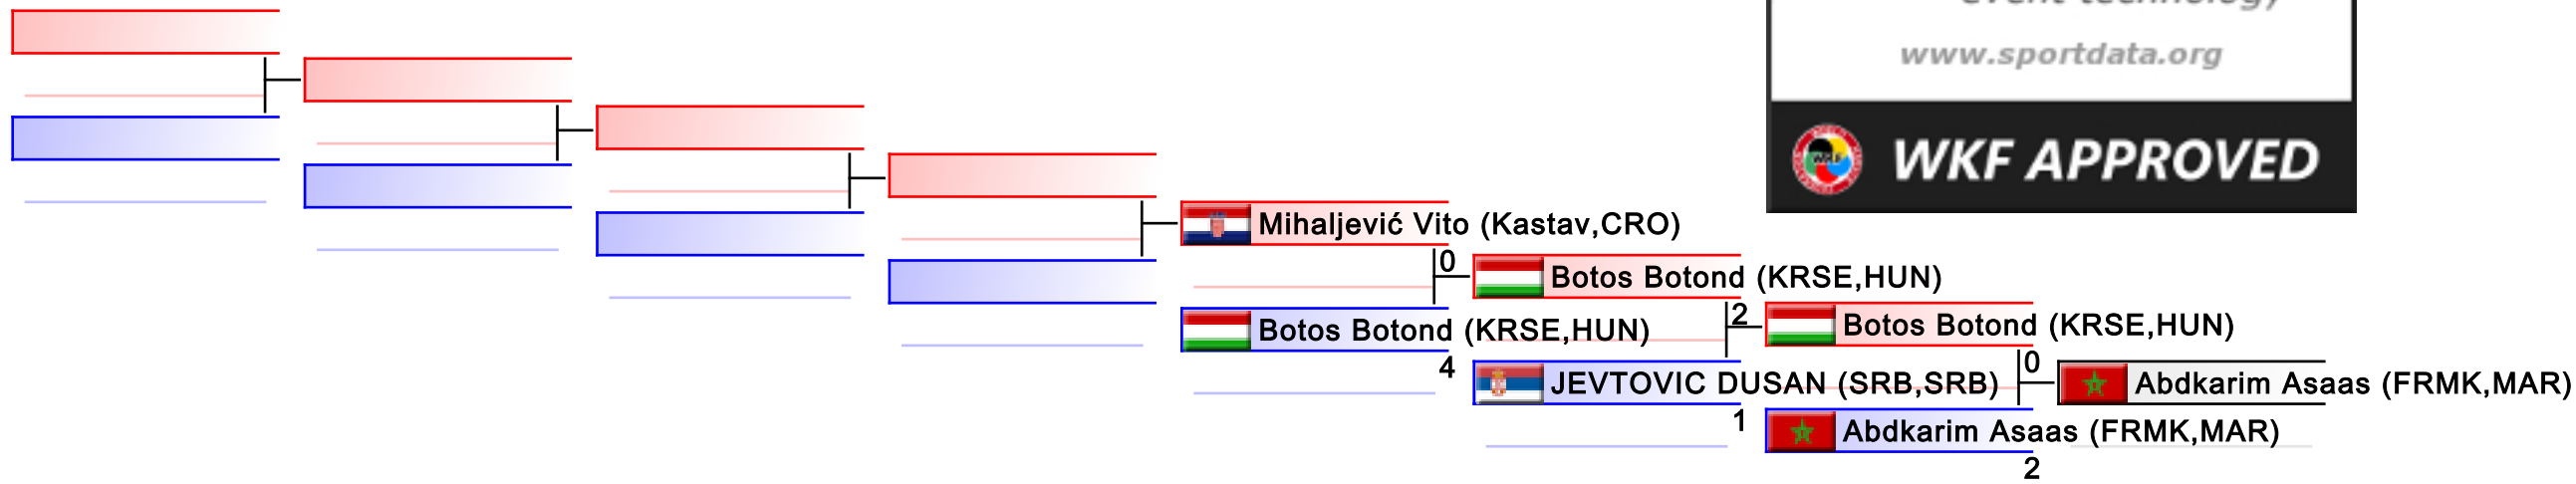 event technology
www.sportdata.org
WKF APPROVED
Mihaljević Vito (Kastav,CRO)
0
Botos Botond (KRSE,HUN)
Botos Botond (KRSE,HUN)
4
2
Botos Botond (KRSE,HUN)
JEVTOVIC DUSAN (SRB,SRB)
1
0
Abdkarim Asaas (FRMK,MAR)
Abdkarim Asaas (FRMK,MAR)
2